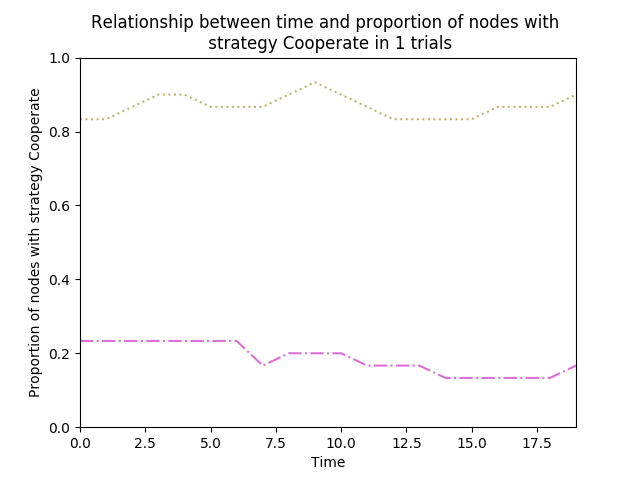 Relationship between time and proportion of nodes with
strategy Cooperate in 1 trials
1.0
0.8
0.6
0.4
0.2
0.0
Proportion of nodes with strategy Cooperate
0.0 2.5 5.0 7.5 10.0 12.5 15.0 17.5
Time